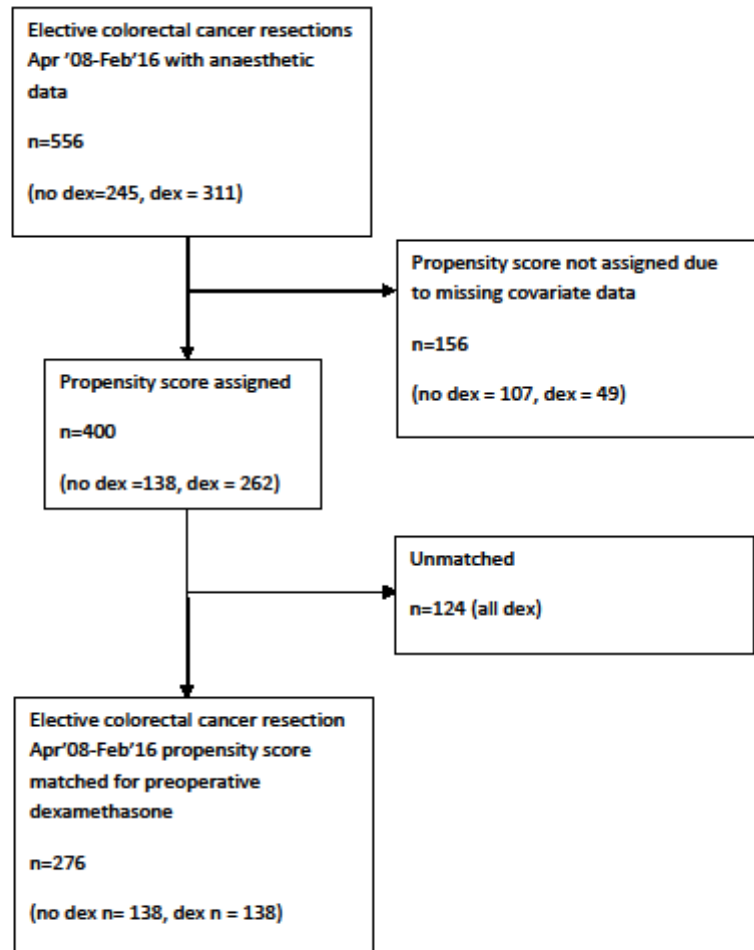 Elective colorectal cancer resections
Apr '08-Feb'16 with anaesthetic
data
n=556
(no dex=245, dex = 311)
Propensity score not assigned due
to missing covariate data
n=156
(no dex = 107, dex = 49)
Propensity score assigned
n=400
(no dex =138, dex = 262)
Unmatched
n=124 (all dex)
Elective colorectal cancer resection
Apr'08-Feb'16 propensity score
matched for preoperative
dexamethasone
n=276
(no dex n= 138, dex n = 138)